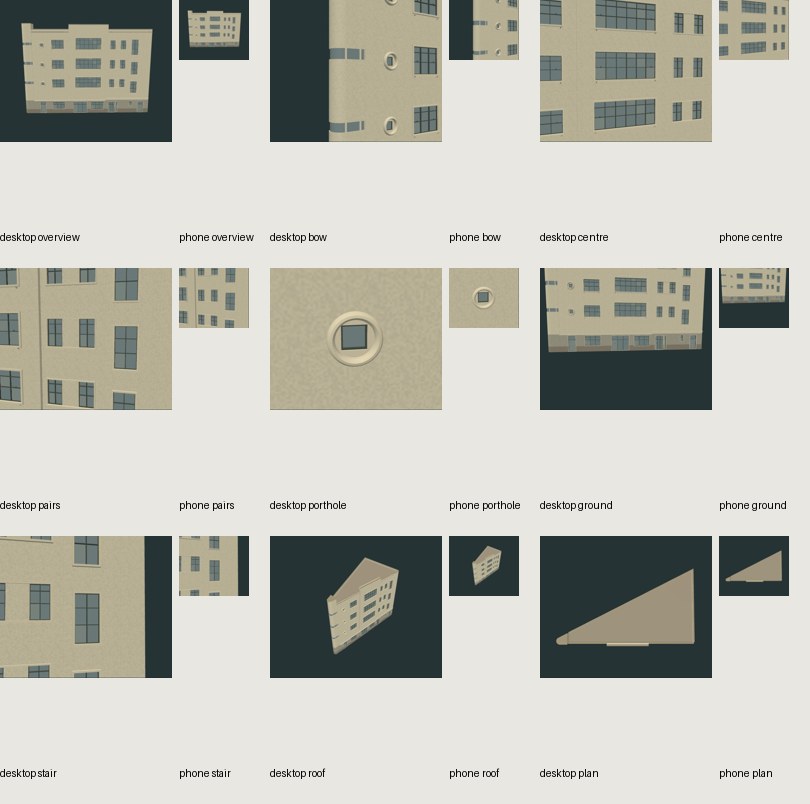 desktop overview
phone overview
desktop bow
phone bow
desktop centre
phone centre
desktop pairs
phone pairs
desktop porthole
phone porthole
desktop ground
phone ground
desktop stair
phone stair
desktop roof
phone roof
desktop plan
phone plan